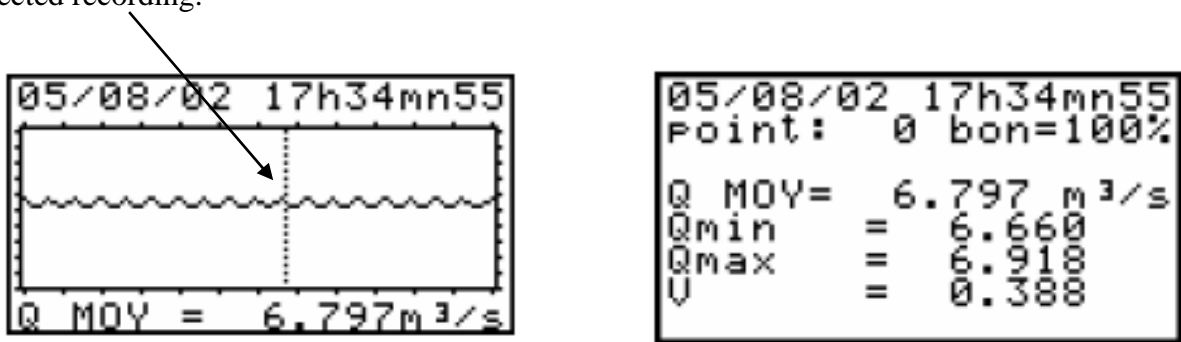 recording.
05/08/02 17h34mn55
Q MOY = 6.797m³/s
05/08/02 17h34mn55
point: 0 bon=100%
Q MOY= 6.797 m³/s
Qmin = 6.660
Qmax = 6.918
V = 0.388